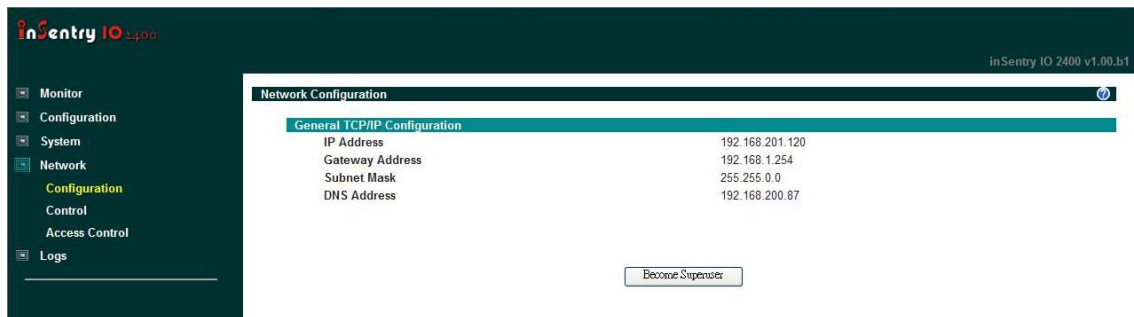 inSentry IO 2400
inSentry IO 2400 v1.00.b1
Monitor
Configuration
System
Network
Configuration
Control
Access Control
Logs
Network Configuration
?
General TCP/IP Configuration
IP Address 192.168.201.120
Gateway Address 192.168.1.254
Subnet Mask 255.255.0.0
DNS Address 192.168.200.87
Become Superuser